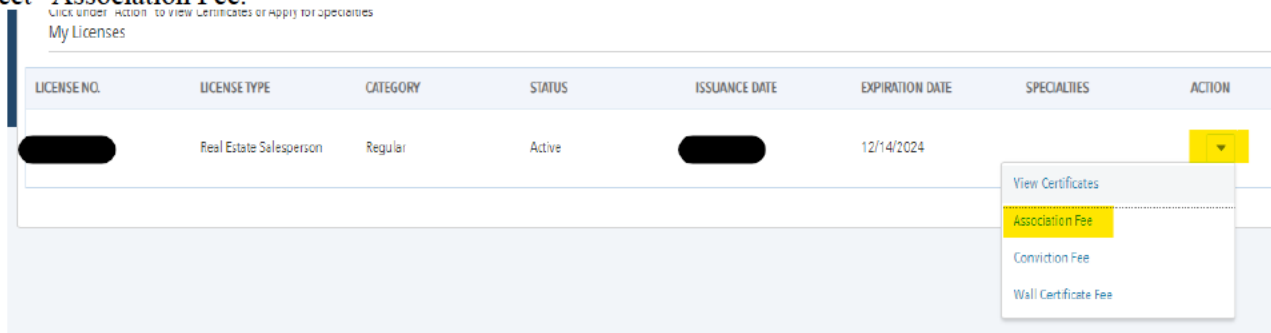 "Association Fee.
Click under "Action" to View Certificates or Apply for Specialties
My Licenses
LICENSE NO. LICENSE TYPE CATEGORY STATUS ISSUANCE DATE EXPIRATION DATE SPECIALTIES ACTION
Real Estate Salesperson Regular Active 12/14/2024
View Certificates
Association Fee
Conviction Fee
Wall Certificate Fee